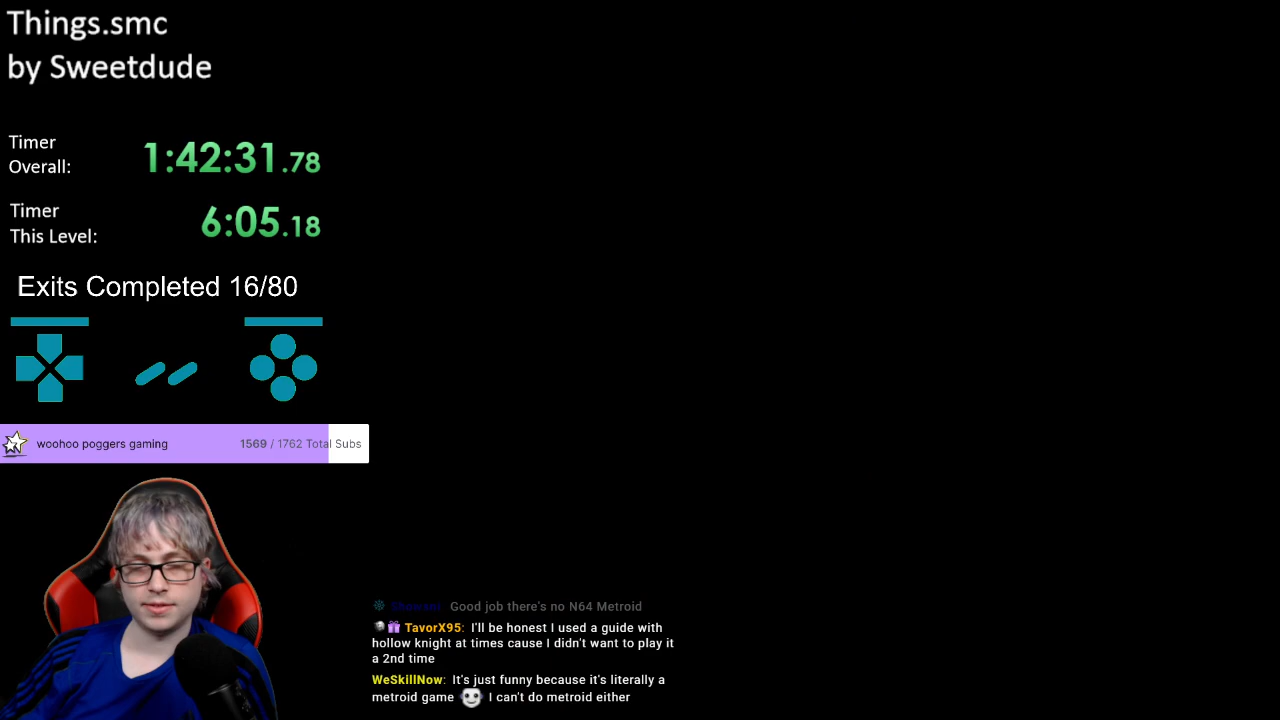 Things.smc
by Sweetdude
Timer
Overall:
1:42:31.78
Timer
This Level:
6:05.18
Exits Completed 16/80
woohoo poggers gaming 1569 / 1762 Total Subs
Good job there's no N64 Metroid
TavorX95: I'll be honest I used a guide with
hollow knight at times cause I didn't want to play it
a 2nd time
WeSkillNow: It's just funny because it's literally a
metroid game I can't do metroid either